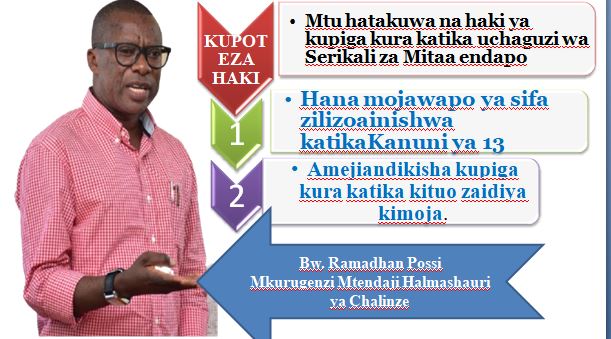 KUPOT
EZA
HAKI
• Mtu hatakuwa na haki ya
kupiga kura katika uchaguzi wa
Serikali za Mitaa endapo
1
• Hana mojawapo ya sifa
zilizoainishwa
katikaKanuni ya 13
2
• Amejiandikisha kupiga
kura katika kituo zaidiya
kimoja.
Bw. Ramadhan Possi
Mkurugenzi Mtendaji Halmashauri
ya Chalinze